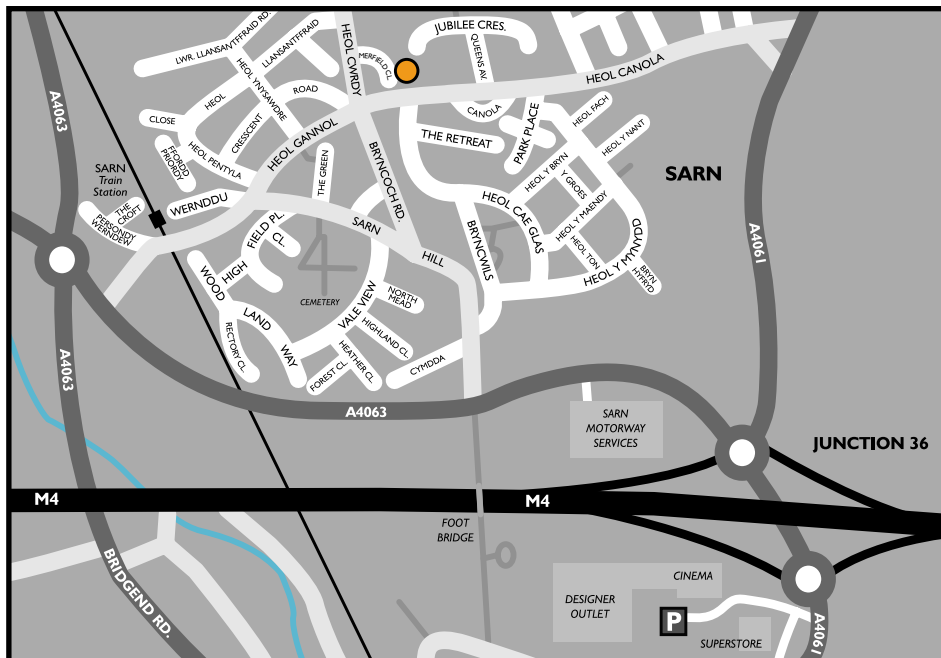 JUBILEE CRES.
LWR. LLANSANTFFRAID RD.
LLANSANTFFRAID
HEOL
HEOL CWRDY
MERFIELD CL
QUEENS AV.
HEOL CANOLA
A4063
HEOL YNYSAWDRE
ROAD
CRESCENT
CLOSE
HEOL GANNOL
CANOLA
PARK PLACE
HEOL FACH
THE RETREAT
HEOL Y NANT
FFORDD
PRIORDY
HEOL PENTYLA
THE GREEN
BRYNCOCH RD.
HEOL Y BRYN
Y GROES
SARN
SARN
Train
Station
WERNDDU
THE
CROFT
PERSONDY
WERNDEW
FIELD PL.
CL.
HIGH
SARN
HILL
HEOL CAE GLAS
HEOL Y MAENDY
HEOL TON
BRYNCWILS
HEOL Y MYNYDD
BRYN
HYFRYD
A4061
WOOD
LAND
WAY
CEMETERY
NORTH
MEAD
VALE VIEW
HIGHLAND CL
HEATHER CL
FOREST CL.
RECTORY CL.
CYMDDA
A4063
A4063
SARN
MOTORWAY
SERVICES
JUNCTION 36
M4
M4
FOOT
BRIDGE
BRIDGEND RD.
CINEMA
DESIGNER
OUTLET
P
SUPERSTORE
A4061